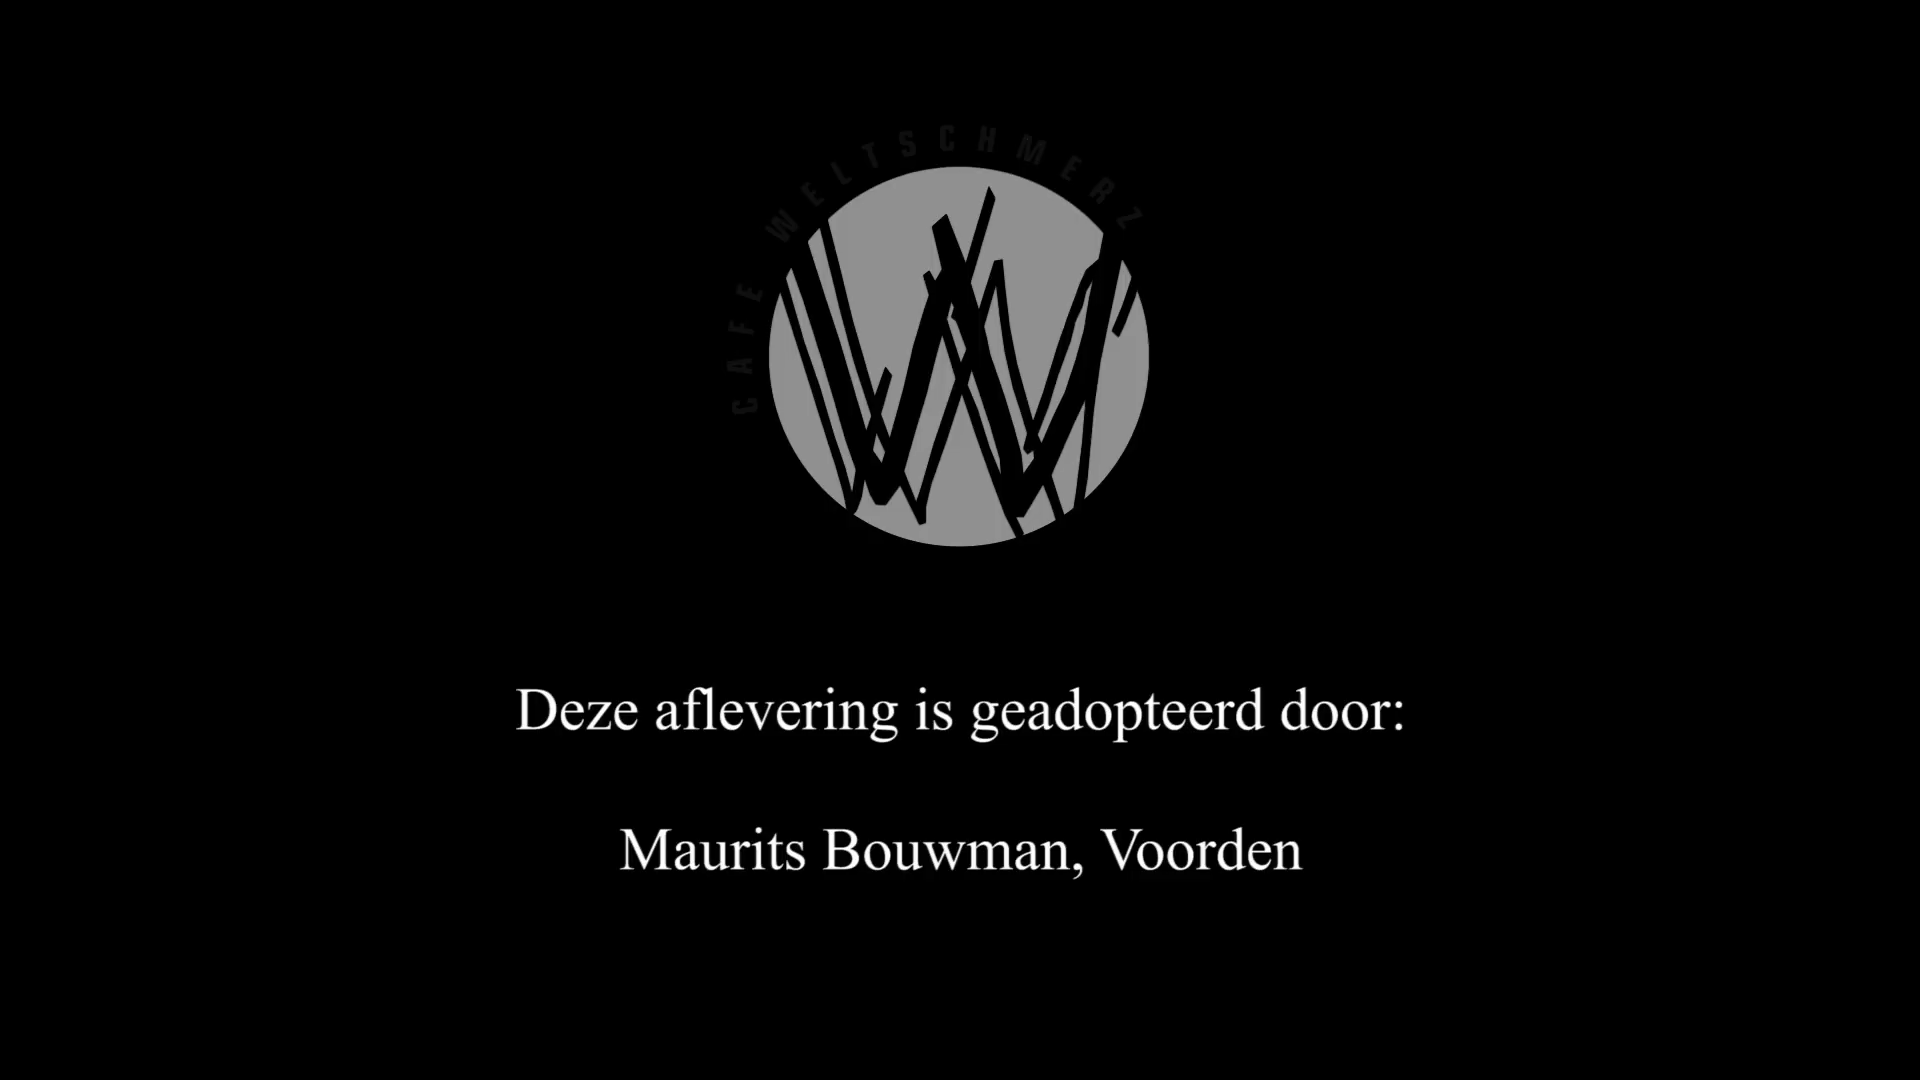 CAFE WELTSCHMERZ
Deze aflevering is geadopteerd door:
Maurits Bouwman, Voorden